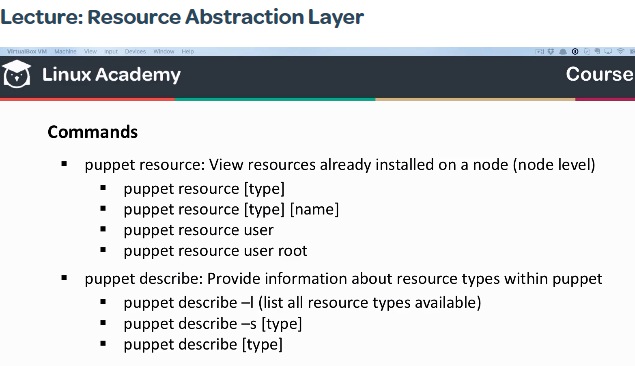 Lecture: Resource Abstraction Layer
VirtualBox VM Machine View Input Devices Window Help
Linux Academy Course
Commands
puppet resource: View resources already installed on a node (node level)
puppet resource [type]
puppet resource [type] [name]
puppet resource user
puppet resource user root
puppet describe: Provide information about resource types within puppet
puppet describe –l (list all resource types available)
puppet describe –s [type]
puppet describe [type]